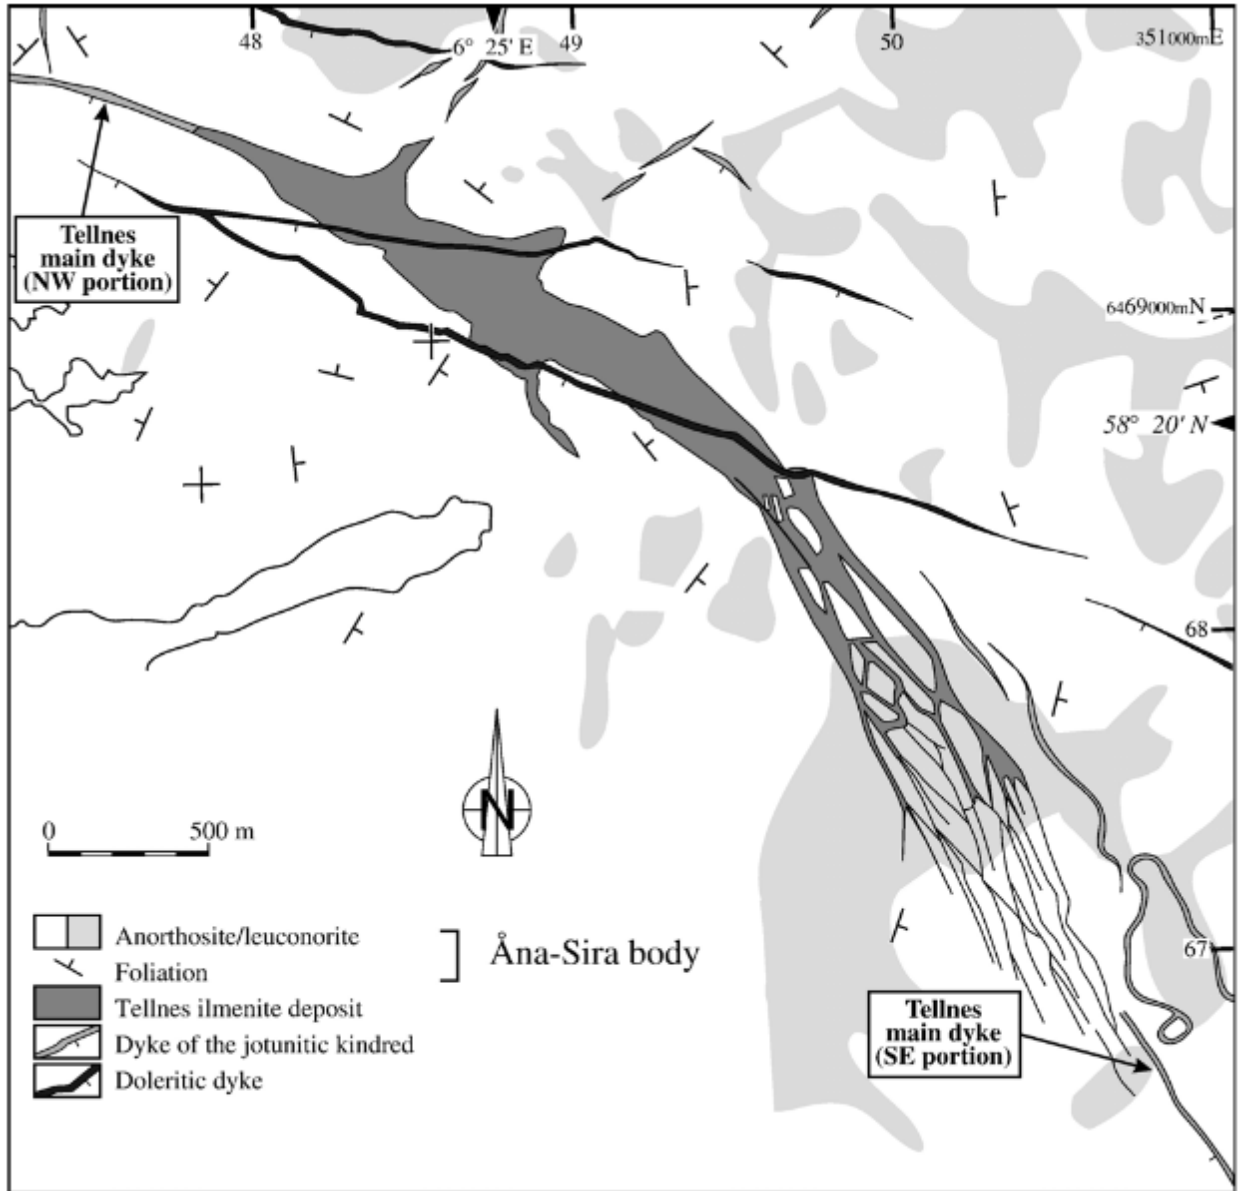 48
6° 25' E
49
50
351000mE
Tellnes
main dyke
(NW portion)
6469000mN
58° 20' N
68
N
0
500 m
Anorthosite/leuconorite
Foliation
Åna-Sira body
Tellnes ilmenite deposit
Dyke of the jotunitic kindred
Doleritic dyke
67
Tellnes
main dyke
(SE portion)